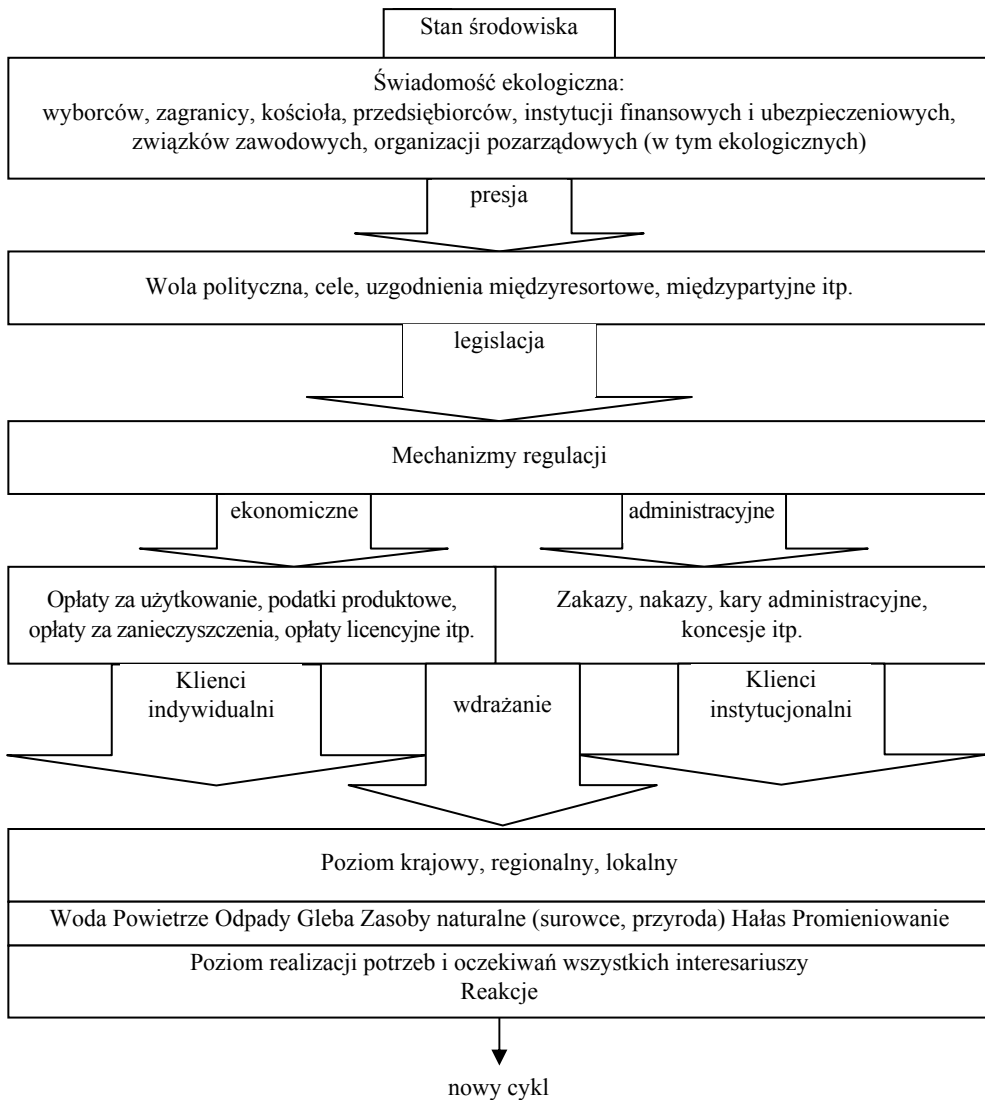 Stan środowiska
Świadomość ekologiczna:
wyborców, zagranicy, kościoła, przedsiębiorców, instytucji finansowych i ubezpieczeniowych,
związków zawodowych, organizacji pozarządowych (w tym ekologicznych)
presja
Wola polityczna, cele, uzgodnienia międzyresortowe, międzypartyjne itp.
legislacja
Mechanizmy regulacji
ekonomiczne
administracyjne
Opłaty za użytkowanie, podatki produktowe,
opłaty za zanieczyszczenia, opłaty licencyjne itp.
Zakazy, nakazy, kary administracyjne,
koncesje itp.
Klienci
indywidualni
wdrażanie
Klienci
instytucjonalni
Poziom krajowy, regionalny, lokalny
Woda Powietrze Odpady Gleba Zasoby naturalne (surowce, przyroda) Hałas Promieniowanie
Poziom realizacji potrzeb i oczekiwań wszystkich interesariuszy
Reakcje
nowy cykl